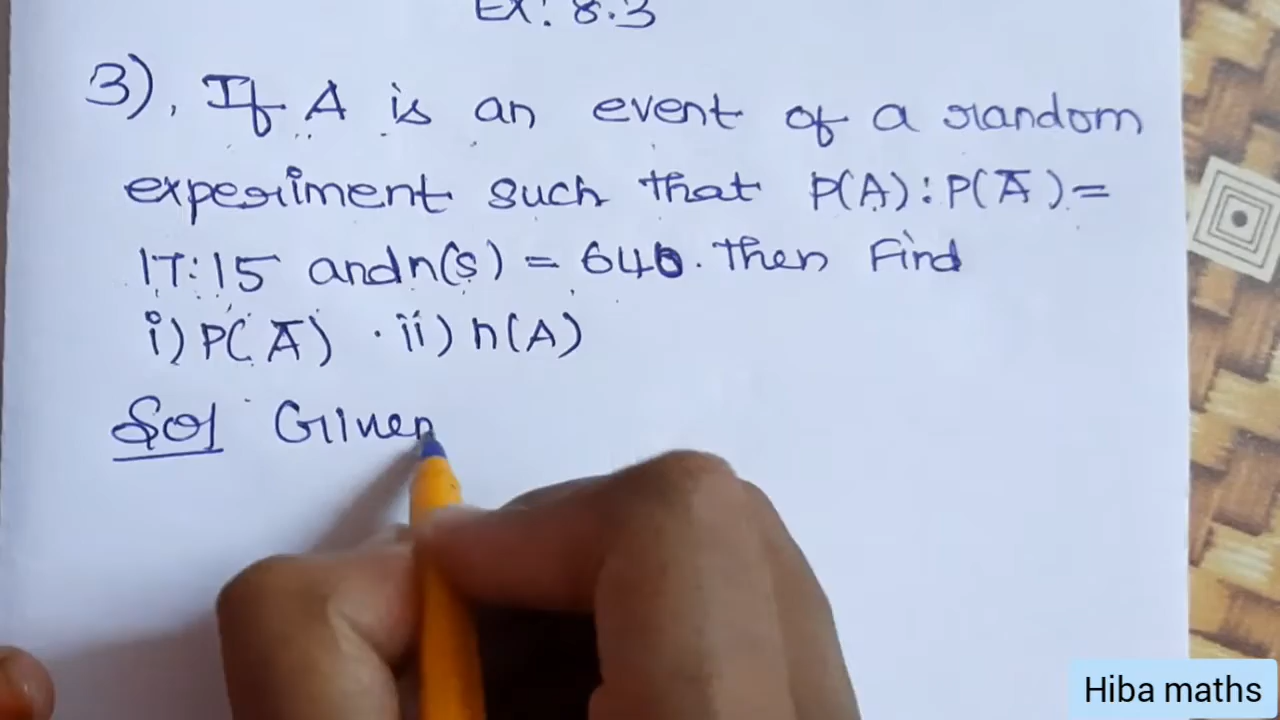 Ex: 8.3
3). If A is an event of a random
experiment such that P(A):P(Ā)=
17:15 and n(s) = 640. Then Find
i) P(Ā) . ii) n(A)
Sol Given
Hiba maths